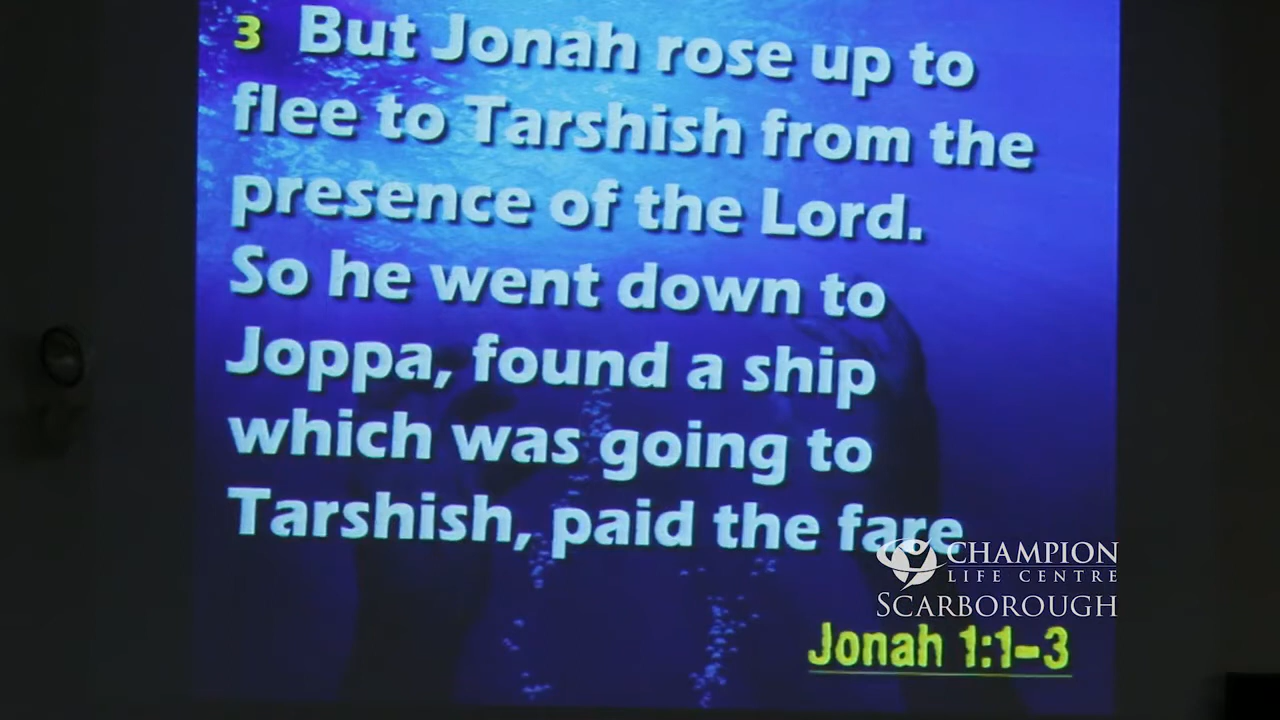 3 But Jonah rose up to
flee to Tarshish from the
presence of the Lord.
So he went down to
Joppa, found a ship
which was going to
Tarshish, paid the fare
CHAMPION
LIFE CENTRE
SCARBOROUGH
Jonah 1:1-3